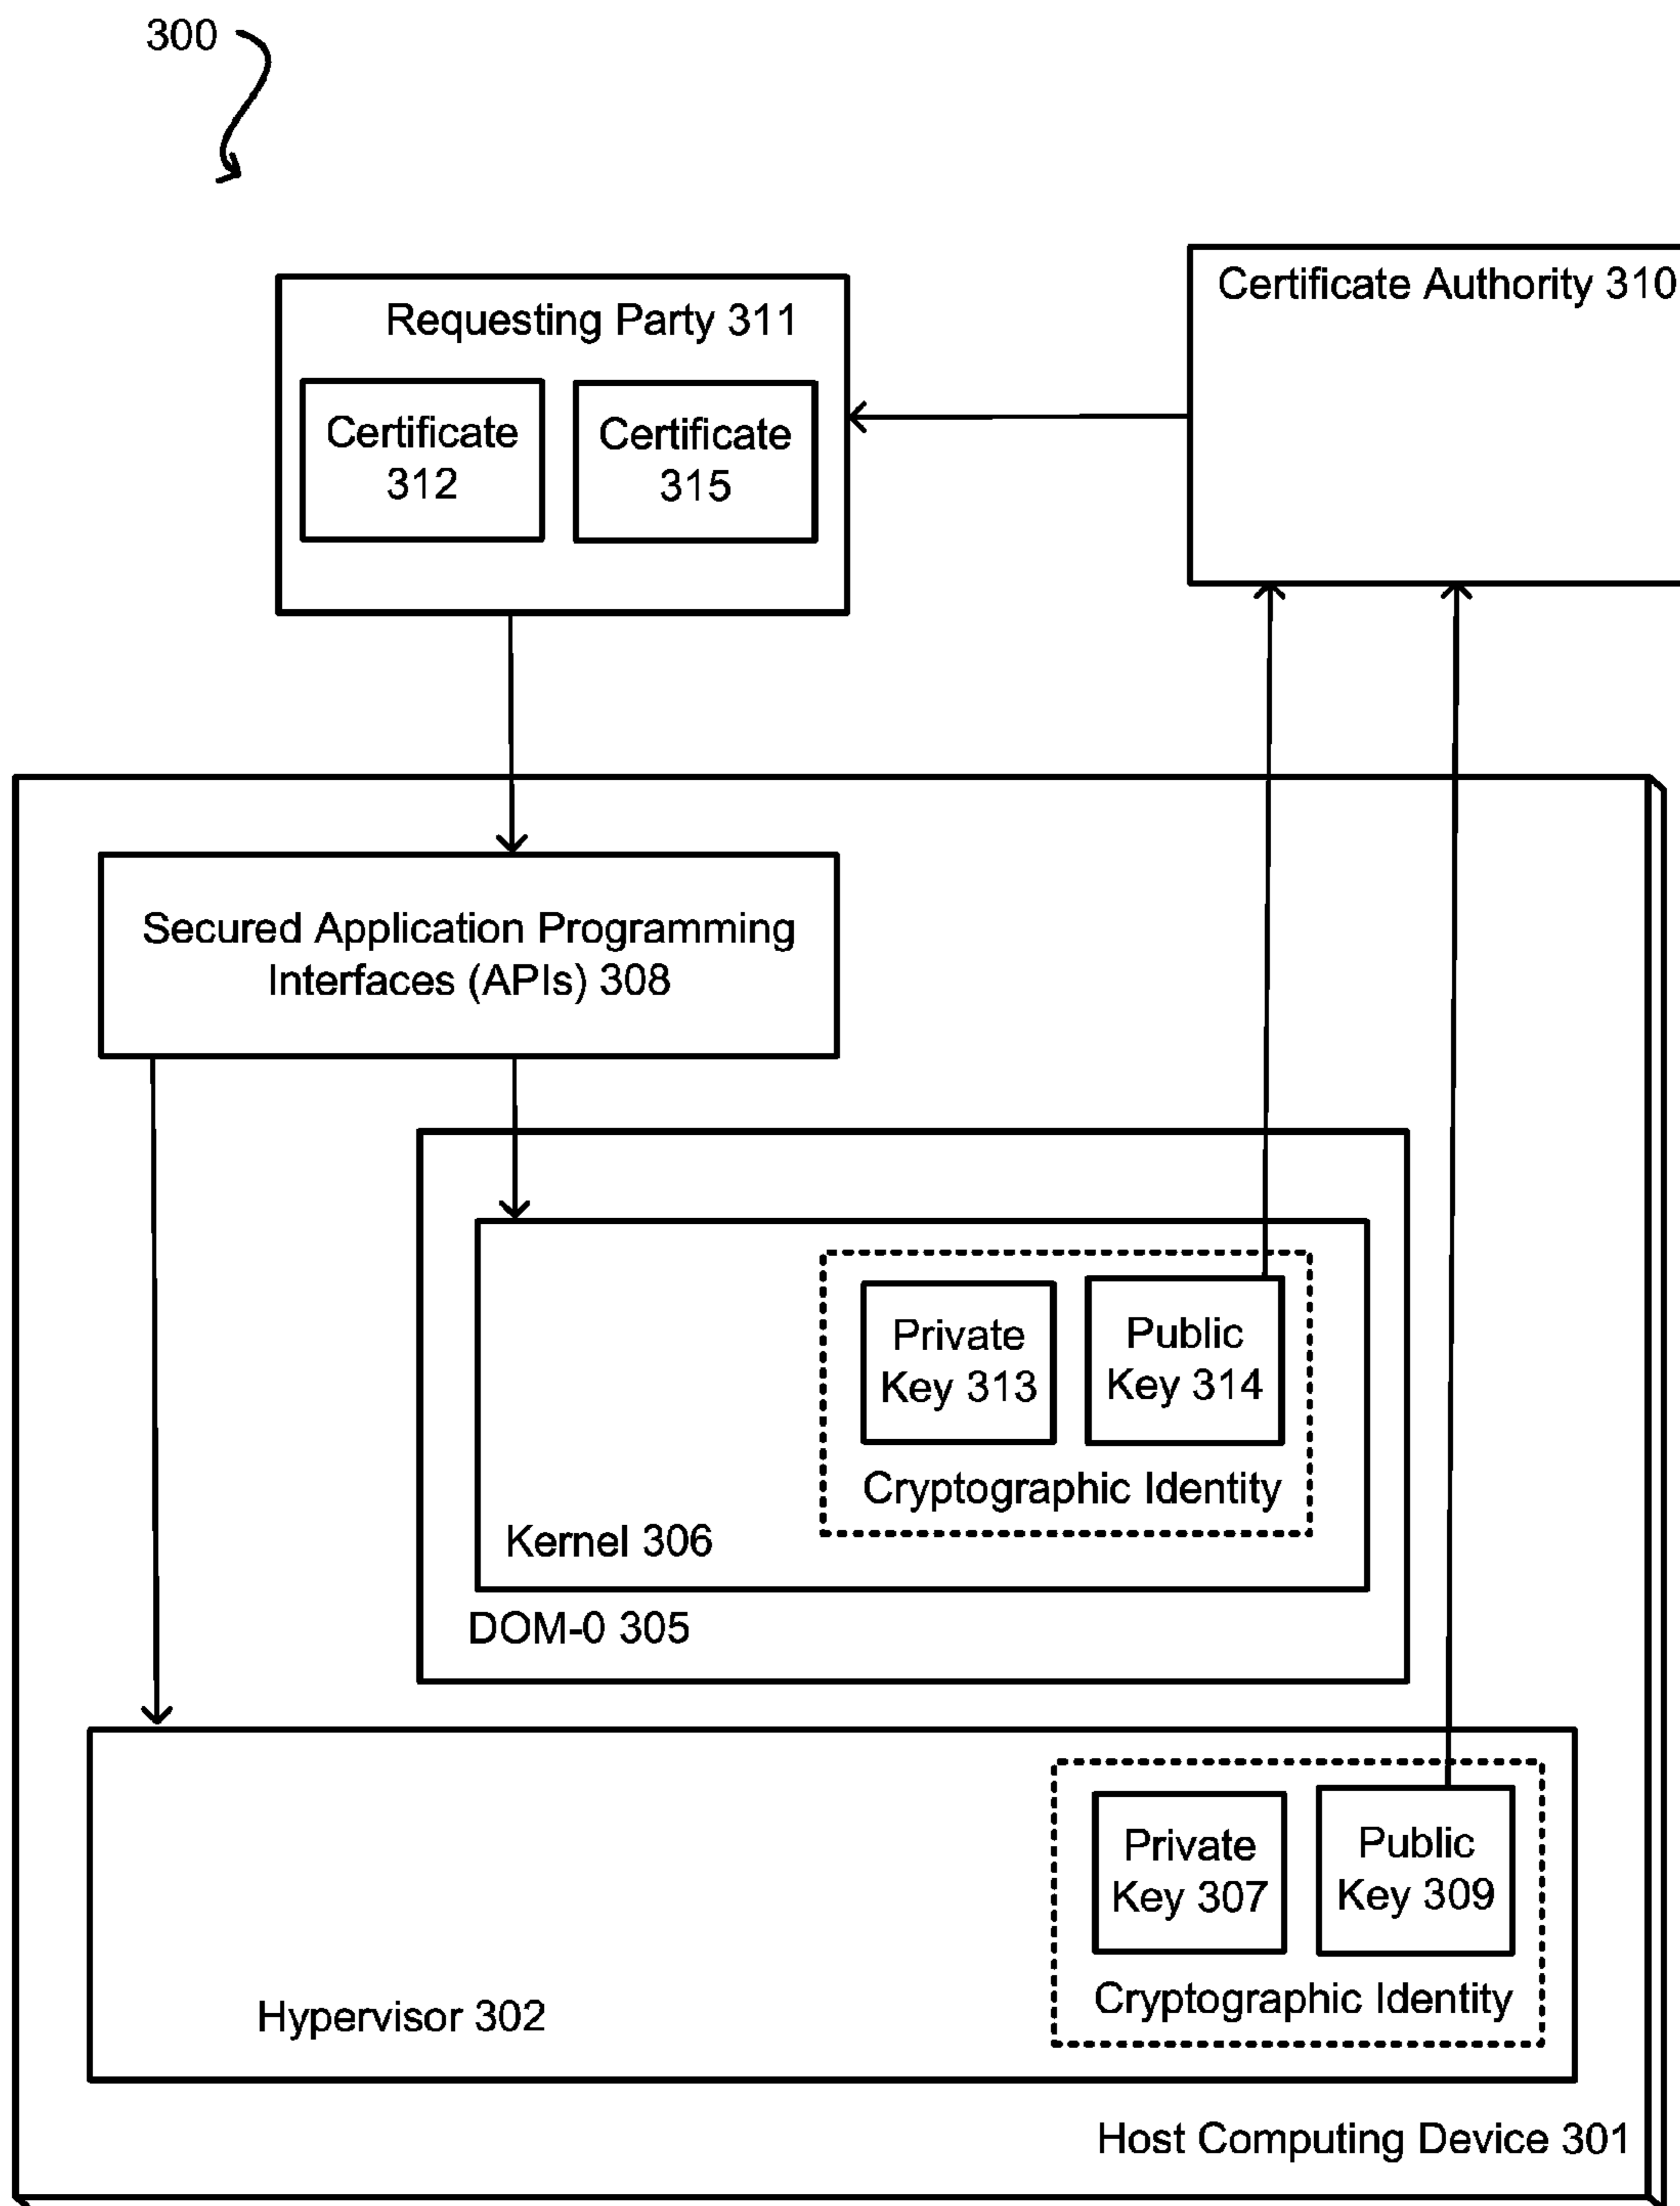 300
Certificate Authority 310
Requesting Party 311
Certificate
312
Certificate
315
Secured Application Programming
Interfaces (APIs) 308
Private
Key 313
Public
Key 314
Cryptographic Identity
Kernel 306
DOM-0 305
Private
Key 307
Public
Key 309
Cryptographic Identity
Hypervisor 302
Host Computing Device 301